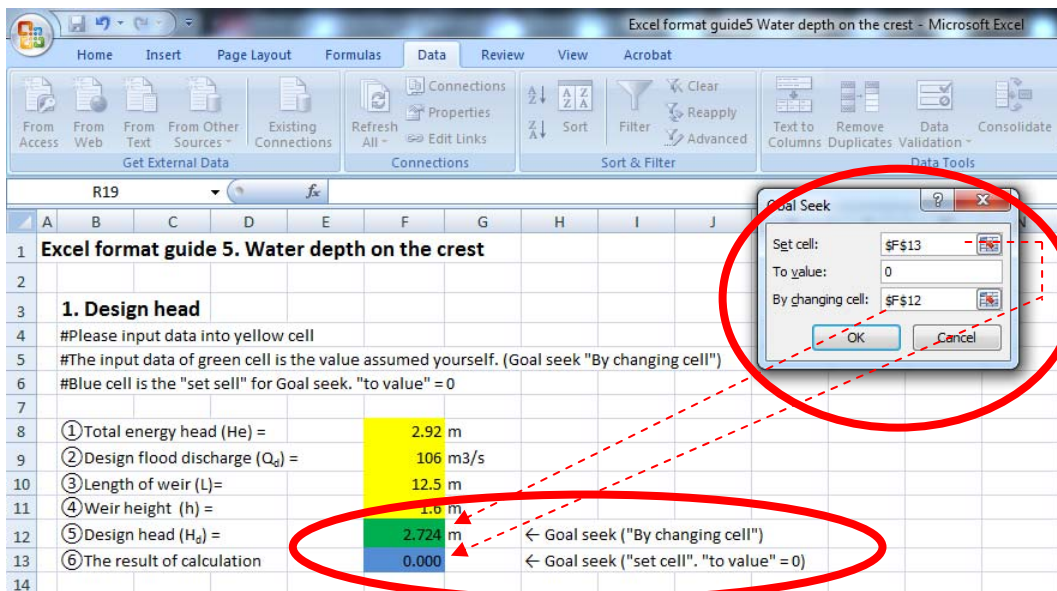 Excel format guide5 Water depth on the crest - Microsoft Excel
Home Insert Page Layout Formulas Data Review View Acrobat
From Access From Web From Text From Other Sources Existing Connections
Get External Data
Refresh All Connections Properties Edit Links
Connections
Sort Filter Clear Reapply Advanced
Sort & Filter
Text to Columns Remove Duplicates Data Validation Consolidate
Data Tools
R19 fx
A B C D E F G H I J N
1 Excel format guide 5. Water depth on the crest
2
3 1. Design head
4 #Please input data into yellow cell
5 #The input data of green cell is the value assumed yourself. (Goal seek "By changing cell")
6 #Blue cell is the "set sell" for Goal seek. "to value" = 0
7
8 ①Total energy head (He) = 2.92 m
9 ②Design flood discharge (Qd) = 106 m3/s
10 ③Length of weir (L)= 12.5 m
11 ④Weir height (h) = 1.6 m
12 ⑤Design head (Hd) = 2.724 m ← Goal seek ("By changing cell")
13 ⑥The result of calculation 0.000 ← Goal seek ("set cell". "to value" = 0)
14
Goal Seek
Set cell: $F$13
To value: 0
By changing cell: $F$12
OK Cancel